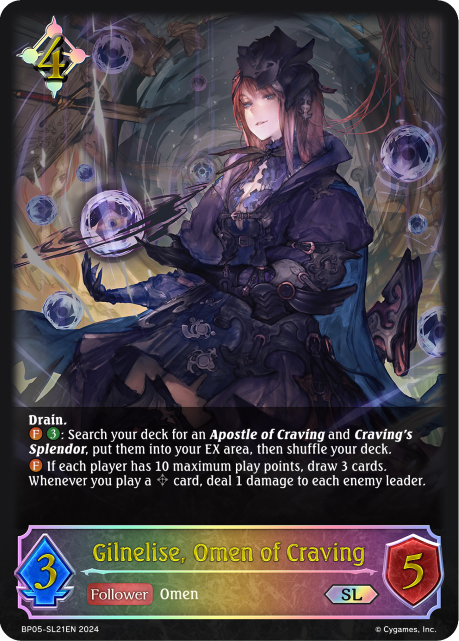 4
Drain.
F 3: Search your deck for an Apostle of Craving and Craving's
Splendor, put them into your EX area, then shuffle your deck.
F If each player has 10 maximum play points, draw 3 cards.
Whenever you play a card, deal 1 damage to each enemy leader.
Gilnelise, Omen of Craving
3
Follower Omen
SL
5
BP05-SL21EN 2024
© Cygames, Inc.